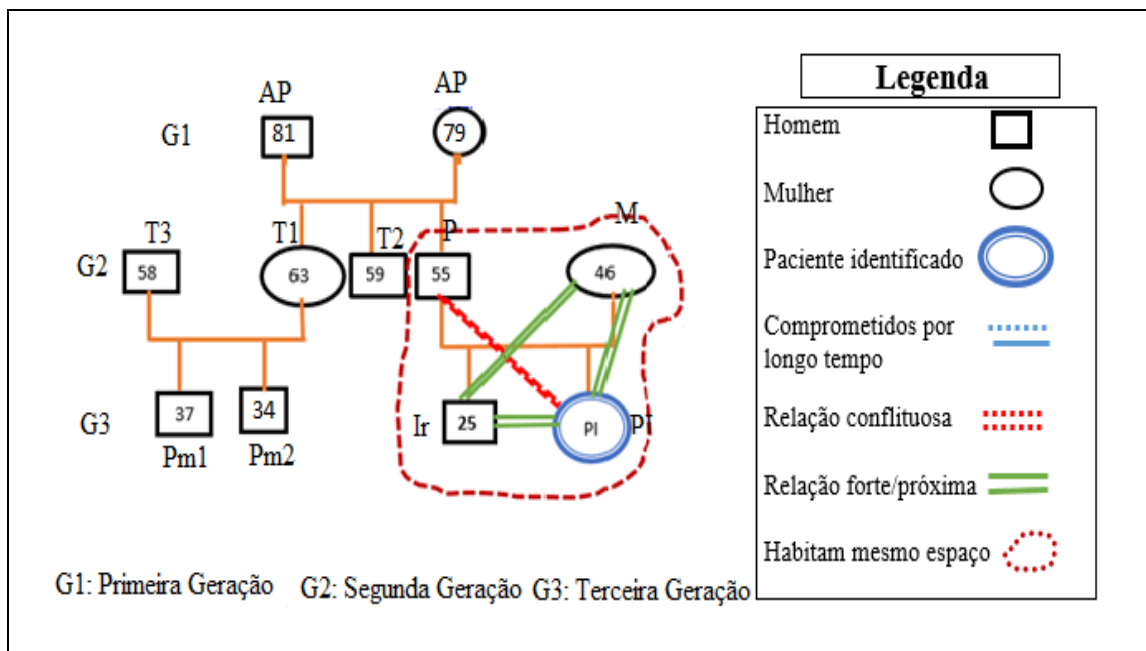 AP
AP
G1
81
79
T3
T1
T2
P
M
G2
58
63
59
55
46
G3
37
34
Ir
25
PI
PI
Pm1
Pm2
G1: Primeira Geração G2: Segunda Geração G3: Terceira Geração
Legenda
Homem
Mulher
Paciente identificado
Comprometidos por
longo tempo
Relação conflituosa
Relação forte/próxima
Habitam mesmo espaço